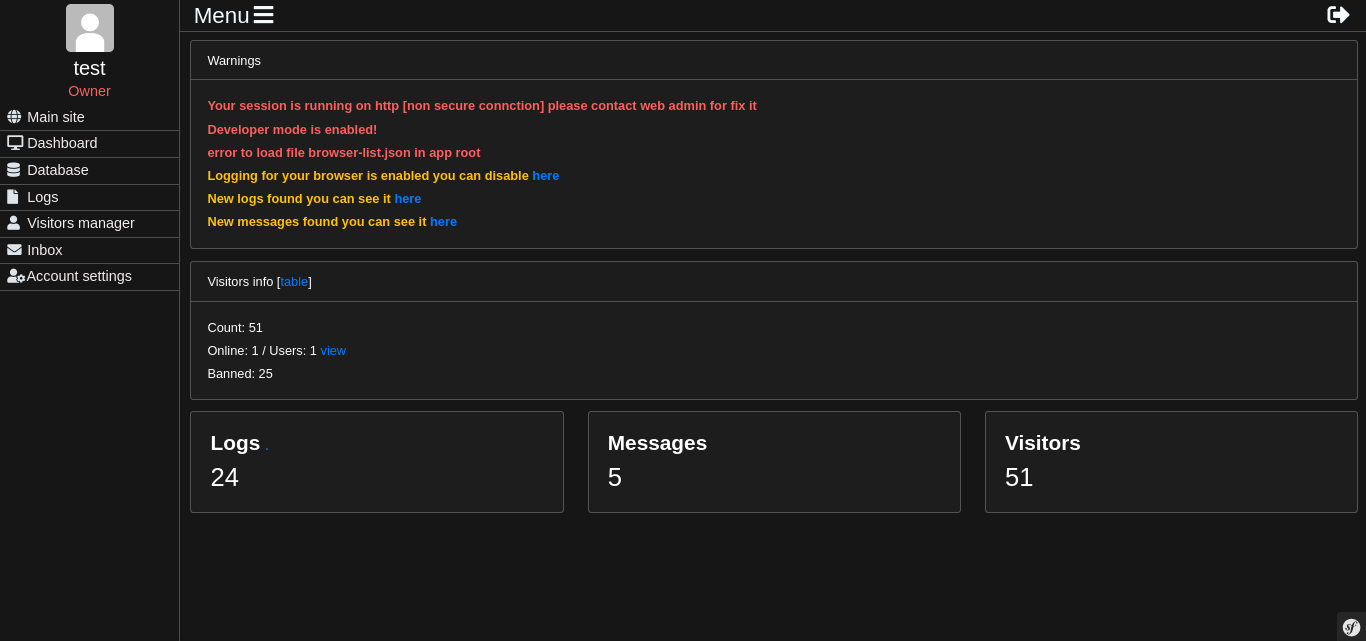 test
Owner
Main site
Dashboard
Database
Logs
Visitors manager
Inbox
Account settings
Menu
Warnings
Your session is running on http [non secure connction] please contact web admin for fix it
Developer mode is enabled!
error to load file browser-list.json in app root
Logging for your browser is enabled you can disable here
New logs found you can see it here
New messages found you can see it here
Visitors info [table]
Count: 51
Online: 1 / Users: 1 view
Banned: 25
Logs .
24
Messages
5
Visitors
51
sf